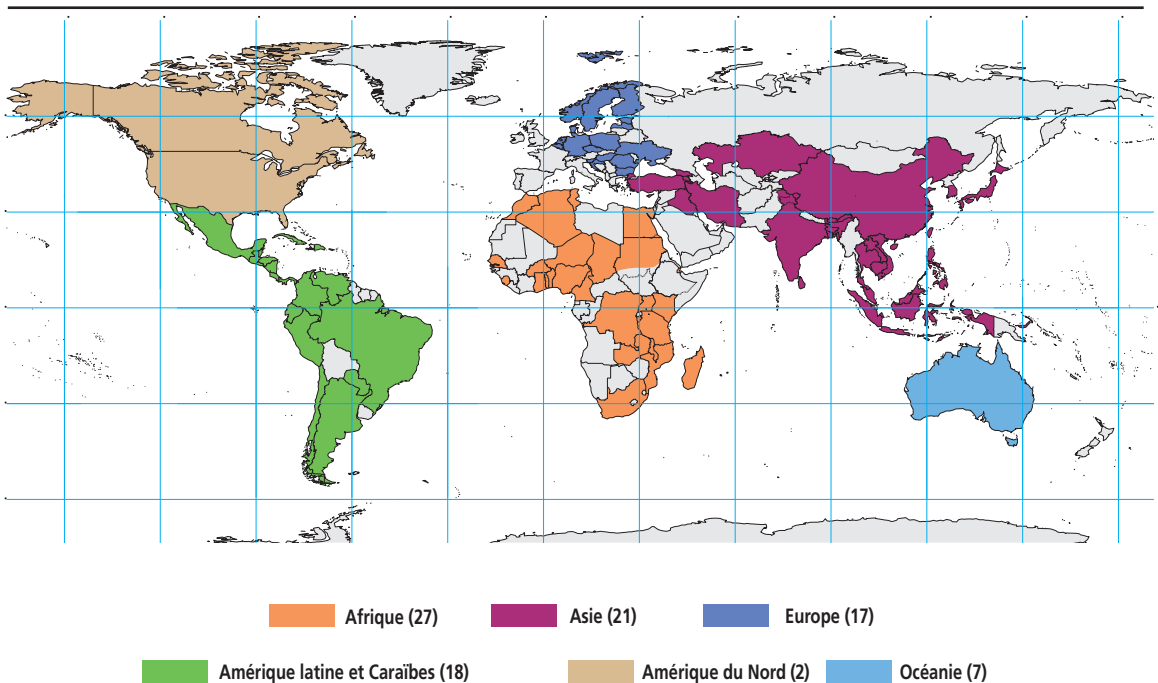 Afrique (27) Asie (21) Europe (17)
Amérique latine et Caraïbes (18) Amérique du Nord (2) Océanie (7)